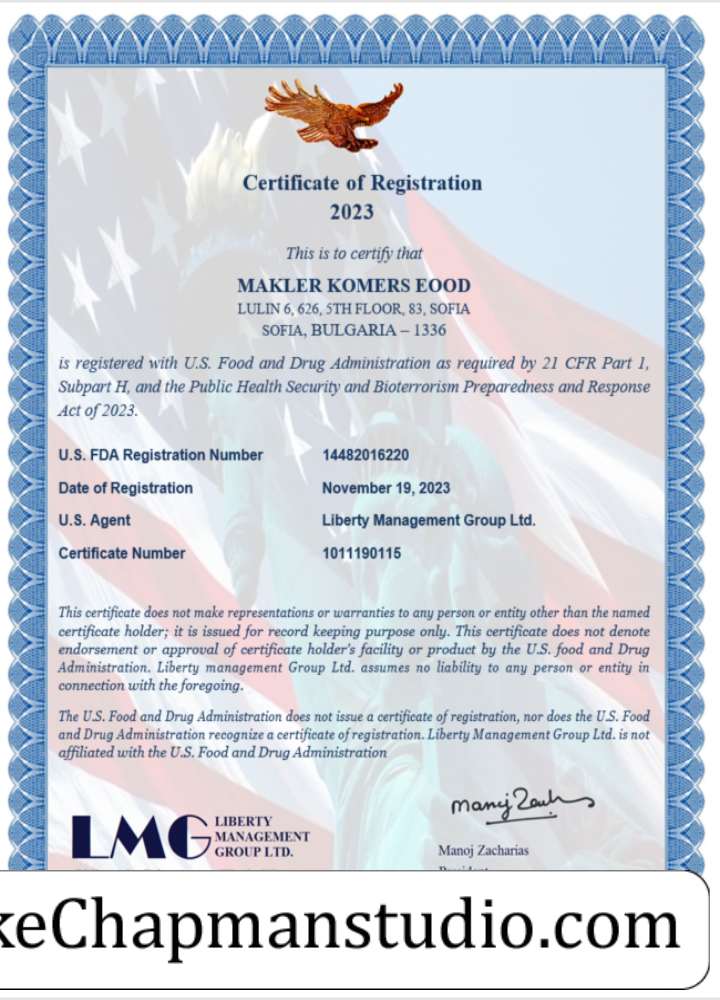 Certificate of Registration
2023
This is to certify that
MAKLER KOMERS EOOD
LULIN 6, 626, 5TH FLOOR, 83, SOFIA
SOFIA, BULGARIA – 1336
is registered with U.S. Food and Drug Administration as required by 21 CFR Part 1,
Subpart H, and the Public Health Security and Bioterrorism Preparedness and Response
Act of 2023.
U.S. FDA Registration Number 14482016220
Date of Registration November 19, 2023
U.S. Agent Liberty Management Group Ltd.
Certificate Number 1011190115
This certificate does not make representations or warranties to any person or entity other than the named
certificate holder; it is issued for record keeping purpose only. This certificate does not denote
endorsement or approval of certificate holder's facility or product by the U.S. food and Drug
Administration. Liberty management Group Ltd. assumes no liability to any person or entity in
connection with the foregoing.
The U.S. Food and Drug Administration does not issue a certificate of registration, nor does the U.S. Food
and Drug Administration recognize a certificate of registration. Liberty Management Group Ltd. is not
affiliated with the U.S. Food and Drug Administration
LMG LIBERTY
MANAGEMENT
GROUP LTD.
Manoj Zacharias
keChapmanstudio.com